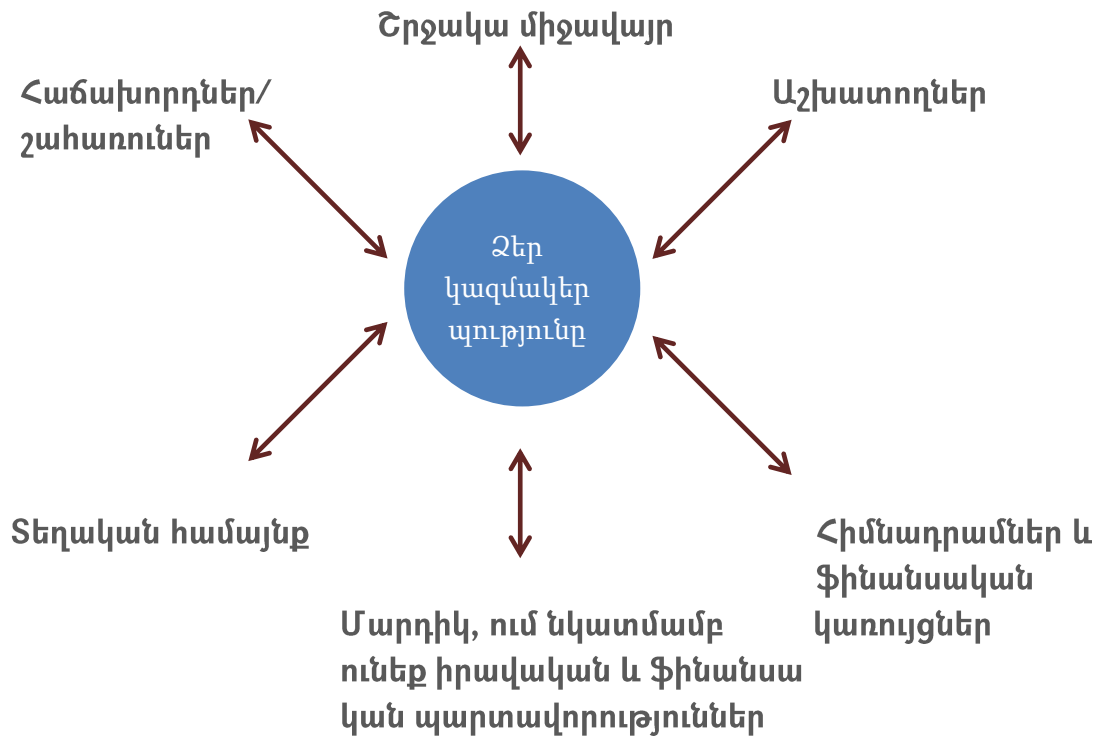 Շրջակա միջավայր
Հաճախորդներ/
շահառուներ
Աշխատողներ
Ձեր
կազմակեր
պությունը
Տեղական համայնք
Հիմնադրամներ և
ֆինանսական
կառույցներ
Մարդիկ, ում նկատմամբ
ունեք իրավական և ֆինանսա
կան պարտավորություններ